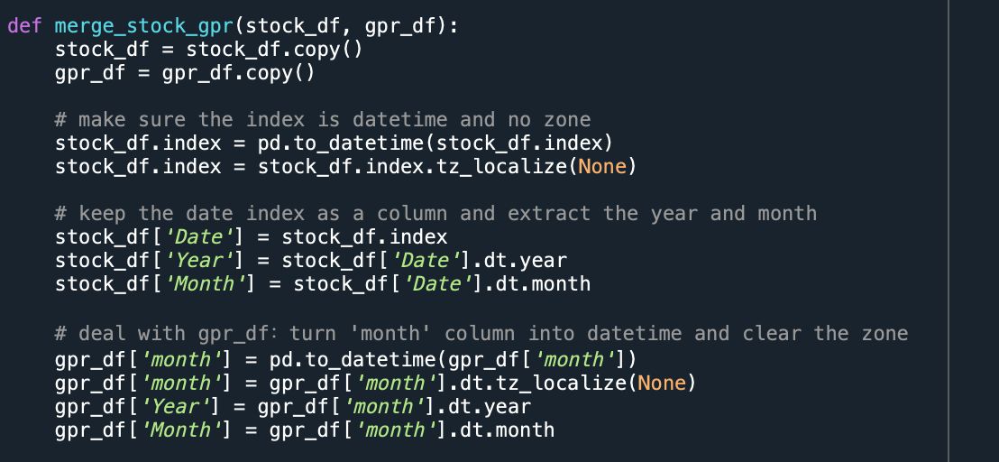 def merge_stock_gpr(stock_df, gpr_df):
    stock_df = stock_df.copy()
    gpr_df = gpr_df.copy()

    # make sure the index is datetime and no zone
    stock_df.index = pd.to_datetime(stock_df.index)
    stock_df.index = stock_df.index.tz_localize(None)

    # keep the date index as a column and extract the year and month
    stock_df['Date'] = stock_df.index
    stock_df['Year'] = stock_df['Date'].dt.year
    stock_df['Month'] = stock_df['Date'].dt.month

    # deal with gpr_df：turn 'month' column into datetime and clear the zone
    gpr_df['month'] = pd.to_datetime(gpr_df['month'])
    gpr_df['month'] = gpr_df['month'].dt.tz_localize(None)
    gpr_df['Year'] = gpr_df['month'].dt.year
    gpr_df['Month'] = gpr_df['month'].dt.month